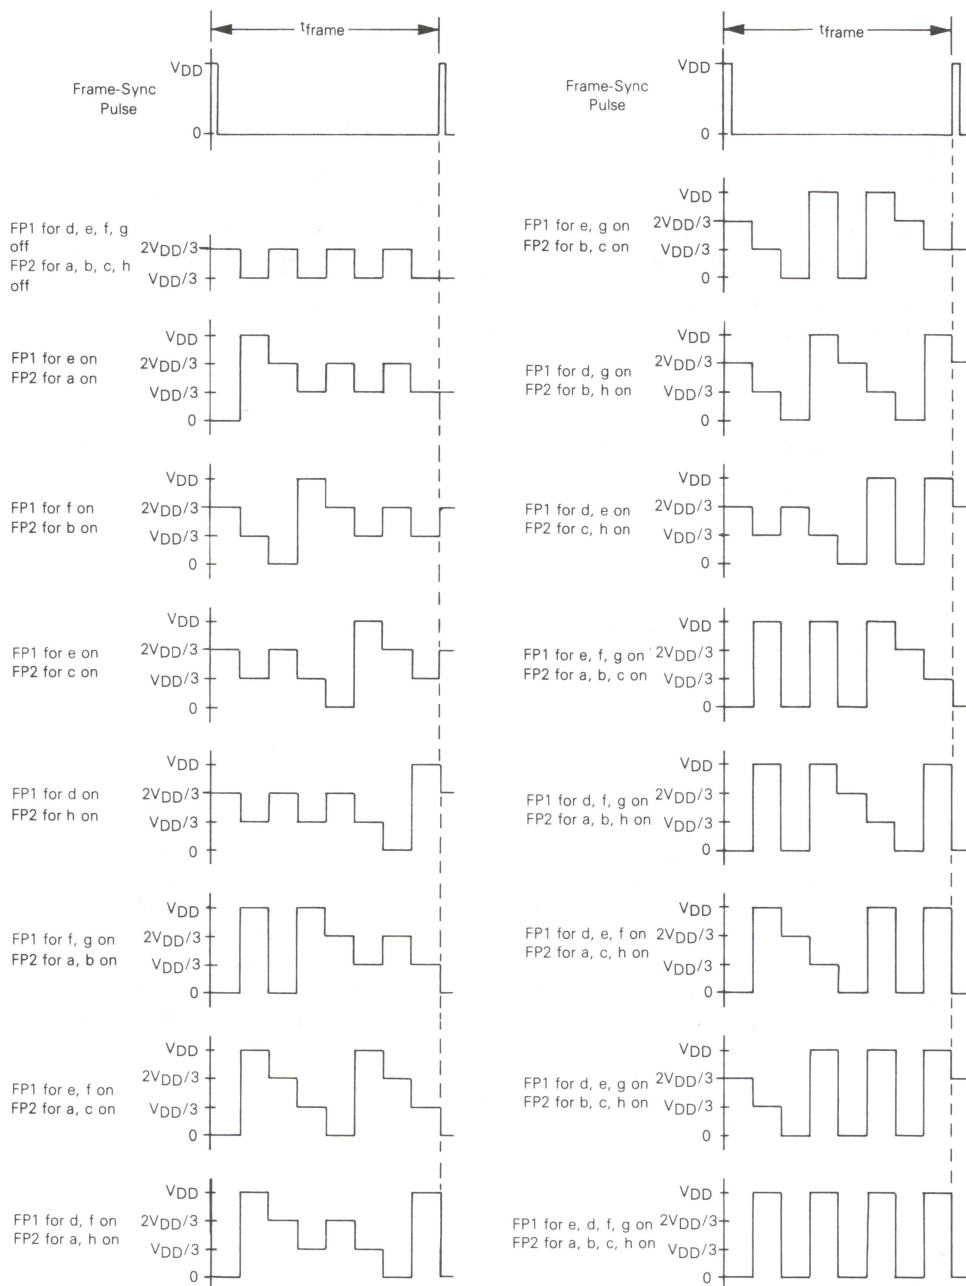 tframe
VDD
Frame-Sync
Pulse
0
FP1 for d, e, f, g
off
FP2 for a, b, c, h
off
2VDD/3
VDD/3
FP1 for e on
FP2 for a on
VDD
2VDD/3
VDD/3
0
FP1 for f on
FP2 for b on
VDD
2VDD/3
VDD/3
0
FP1 for e on
FP2 for c on
VDD
2VDD/3
VDD/3
0
FP1 for d on
FP2 for h on
VDD
2VDD/3
VDD/3
0
FP1 for f, g on
FP2 for a, b on
VDD
2VDD/3
VDD/3
0
FP1 for e, f on
FP2 for a, c on
VDD
2VDD/3
VDD/3
0
FP1 for d, f on
FP2 for a, h on
VDD
2VDD/3
VDD/3
0
tframe
VDD
Frame-Sync
Pulse
0
FP1 for e, g on
FP2 for b, c on
VDD
2VDD/3
VDD/3
0
FP1 for d, g on
FP2 for b, h on
VDD
2VDD/3
VDD/3
0
FP1 for d, e on
FP2 for c, h on
VDD
2VDD/3
VDD/3
0
FP1 for e, f, g on
FP2 for a, b, c on
VDD
2VDD/3
VDD/3
0
FP1 for d, f, g on
FP2 for a, b, h on
VDD
2VDD/3
VDD/3
0
FP1 for d, e, f on
FP2 for a, c, h on
VDD
2VDD/3
VDD/3
0
FP1 for d, e, g on
FP2 for b, c, h on
VDD
2VDD/3
VDD/3
0
FP1 for e, d, f, g on
FP2 for a, b, c, h on
VDD
2VDD/3
VDD/3
0